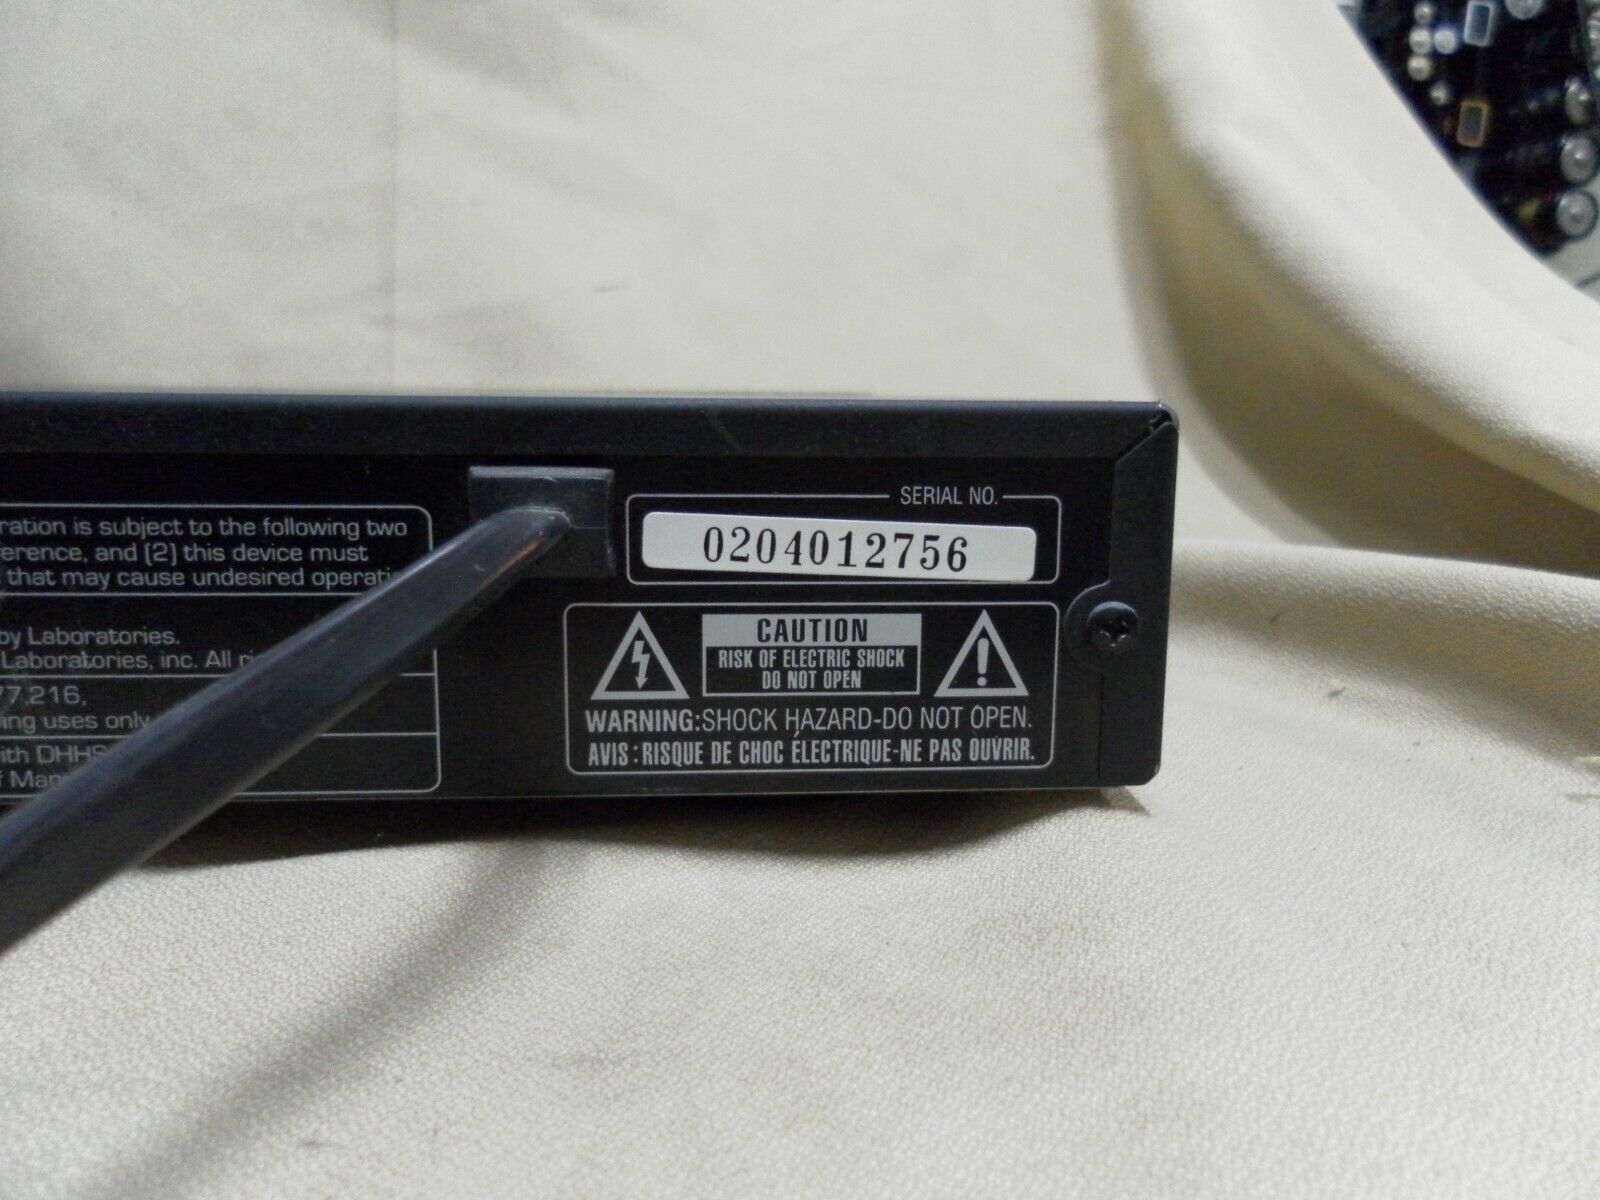 ration is subject to the following two
erence, and (2) this device must
that may cause undesired operati
by Laboratories.
Laboratories, inc. All r
77,216,
ing uses only
ith DHHS
f Man
SERIAL NO.
0204012756
CAUTION
RISK OF ELECTRIC SHOCK
DO NOT OPEN
WARNING:SHOCK HAZARD-DO NOT OPEN.
AVIS:RISQUE DE CHOC ÉLECTRIQUE-NE PAS OUVRIR.